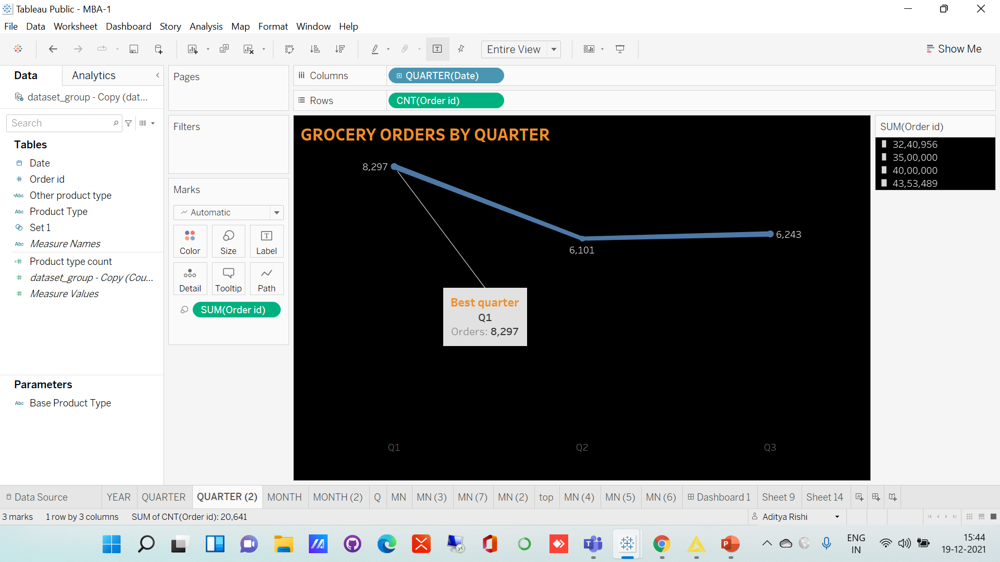 Tableau Public - MBA-1
File Data Worksheet Dashboard Story Analysis Map Format Window Help
Entire View
Show Me
Data Analytics
dataset_group - Copy (dat...
Search
Tables
Date
# Order id
=Abc Other product type
Abc Product Type
Set 1
Abc Measure Names
=# Product type count
# dataset_group - Copy (Cou...
# Measure Values
Parameters
Abc Base Product Type
Pages
Filters
Marks
Automatic
Color Size Label
Detail Tooltip Path
SUM(Order id)
Columns QUARTER(Date)
Rows CNT(Order id)
GROCERY ORDERS BY QUARTER
8,297
6,101
6,243
Best quarter
Q1
Orders: 8,297
Q1 Q2 Q3
SUM(Order id)
32,40,956
35,00,000
40,00,000
43,53,489
Data Source YEAR QUARTER QUARTER (2) MONTH MONTH (2) Q MN MN (3) MN (7) MN (2) top MN (4) MN (5) MN (6) Dashboard 1 Sheet 9 Sheet 14
3 marks 1 row by 3 columns SUM of CNT(Order id): 20,641
Aditya Rishi
ENG
IN
15:44
19-12-2021